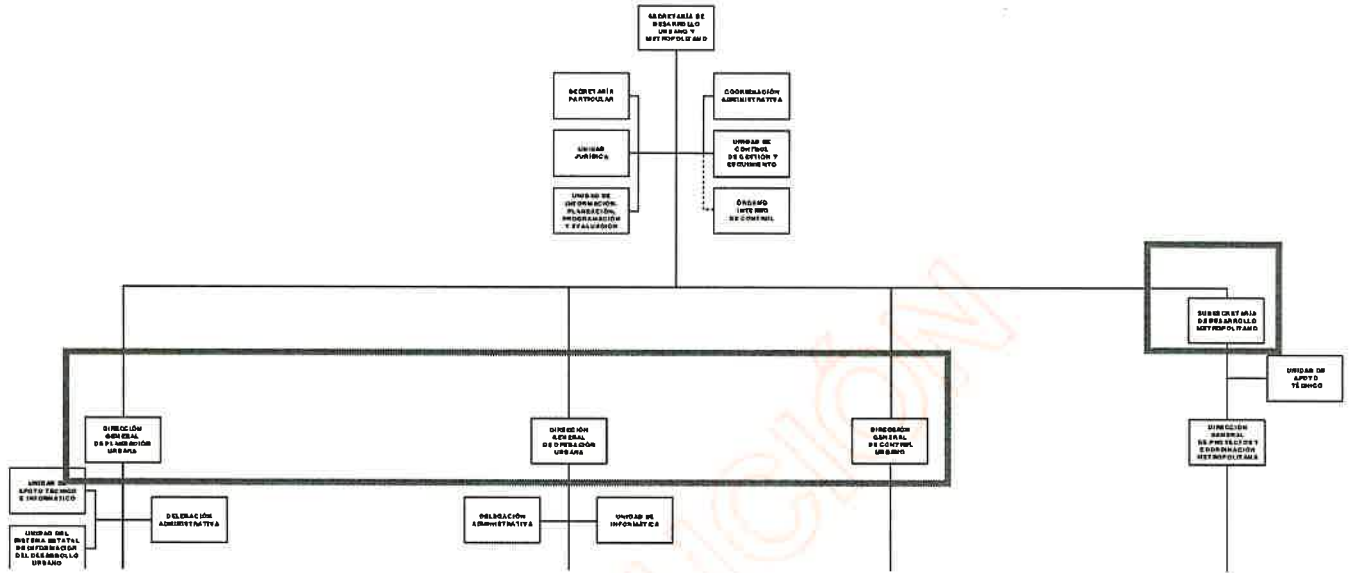 SECRETARÍA DE
DESARROLLO
URBANO Y
METROPOLITANO
SECRETARÍA
PARTICULAR
COORDINACIÓN
ADMINISTRATIVA
UNIDAD
JURÍDICA
UNIDAD DE
CONTROL
DE GESTIÓN Y
SEGUIMIENTO
UNIDAD DE
INFORMACIÓN,
PLANEACIÓN,
PROGRAMACIÓN
Y EVALUACIÓN
ÓRGANO
INTERNO
DE CONTROL
SUBSECRETARÍA
DE DESARROLLO
METROPOLITANO
UNIDAD DE
APOYO
TÉCNICO
DIRECCIÓN
GENERAL
DE PLANEACIÓN
URBANA
DIRECCIÓN
GENERAL
DE OPERACIÓN
URBANA
DIRECCIÓN
GENERAL
DE CONTROL
URBANO
DIRECCIÓN
GENERAL
DE PROYECTOS Y
COORDINACIÓN
METROPOLITANA
UNIDAD DE
APOYO TÉCNICO
E INFORMÁTICO
DELEGACIÓN
ADMINISTRATIVA
DELEGACIÓN
ADMINISTRATIVA
UNIDAD DE
INFORMÁTICA
UNIDAD DEL
SISTEMA ESTATAL
DE INFORMACIÓN
DEL DESARROLLO
URBANO